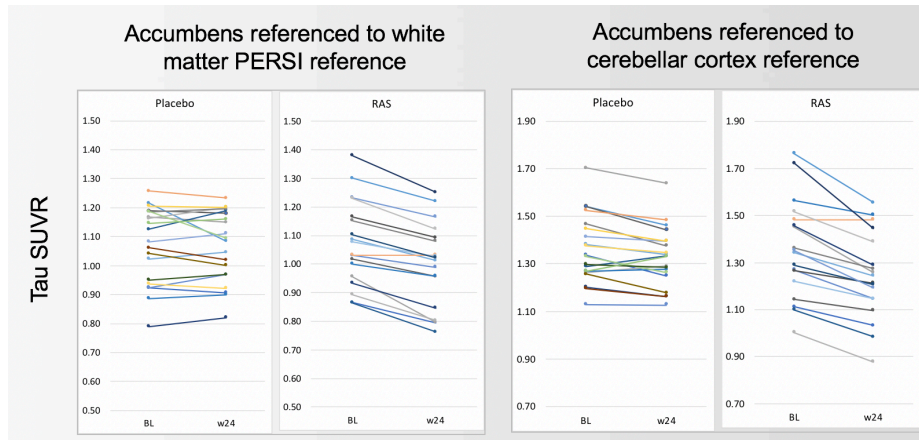 Accumbens referenced to white
matter PERSI reference
Accumbens referenced to
cerebellar cortex reference
Tau SUVR
Placebo
1.50
1.40
1.30
1.20
1.10
1.00
0.90
0.80
0.70
0.60
0.50
BL w24
RAS
1.50
1.40
1.30
1.20
1.10
1.00
0.90
0.80
0.70
0.60
0.50
BL w24
Placebo
1.90
1.70
1.50
1.30
1.10
0.90
0.70
BL w24
RAS
1.90
1.70
1.50
1.30
1.10
0.90
0.70
BL w24